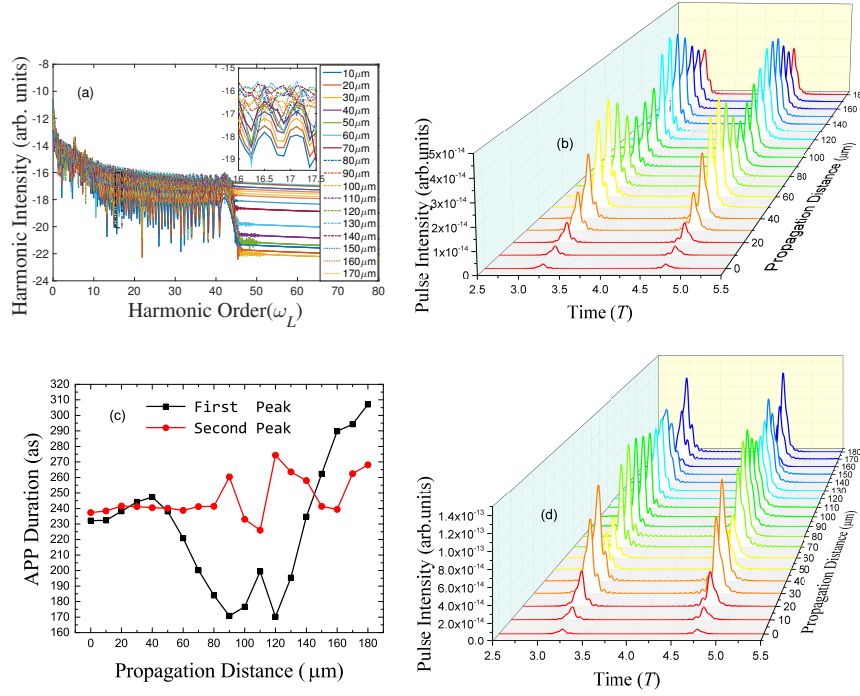 (a)
Harmonic Intensity (arb. units)
-8
-10
-12
-14
-16
-18
-20
-22
-24
0
10
20
30
40
50
60
70
80
Harmonic Order(ω_L)
-15
-16
-17
-18
-19
16
16.5
17
17.5
10μm
20μm
30μm
40μm
50μm
60μm
70μm
80μm
90μm
100μm
110μm
120μm
130μm
140μm
150μm
160μm
170μm
(b)
Pulse Intensity (arb.units)
5x10⁻¹⁴
4x10⁻¹⁴
3x10⁻¹⁴
2x10⁻¹⁴
1x10⁻¹⁴
0
2.5
3.0
3.5
4.0
4.5
5.0
5.5
Time (T)
0
20
40
60
80
100
120
140
160
Propagation Distance (μm)
(c)
First Peak
Second Peak
APP Duration (as)
320
310
300
290
280
270
260
250
240
230
220
210
200
190
180
170
160
0
20
40
60
80
100
120
140
160
180
Propagation Distance (μm)
(d)
Pulse Intensity (arb.units)
1.4x10⁻¹³
1.2x10⁻¹³
1.0x10⁻¹³
8.0x10⁻¹⁴
6.0x10⁻¹⁴
4.0x10⁻¹⁴
2.0x10⁻¹⁴
0.0
2.5
3.0
3.5
4.0
4.5
5.0
5.5
Time (T)
0
10
20
40
50
30
70
80
90
100
110
130
120
140
150
160
170
180
Propagation Distance (μm)